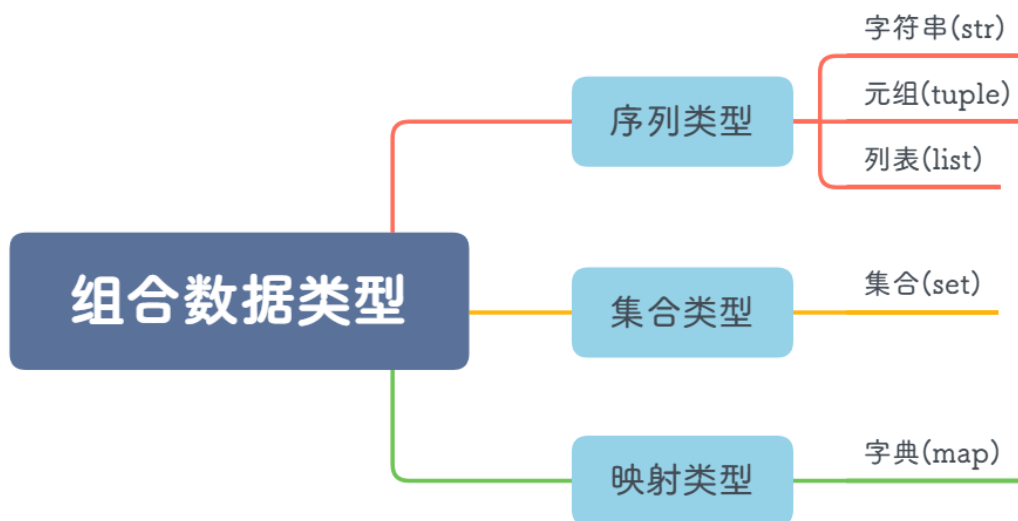 组合数据类型
序列类型
字符串(str)
元组(tuple)
列表(list)
集合类型
集合(set)
映射类型
字典(map)